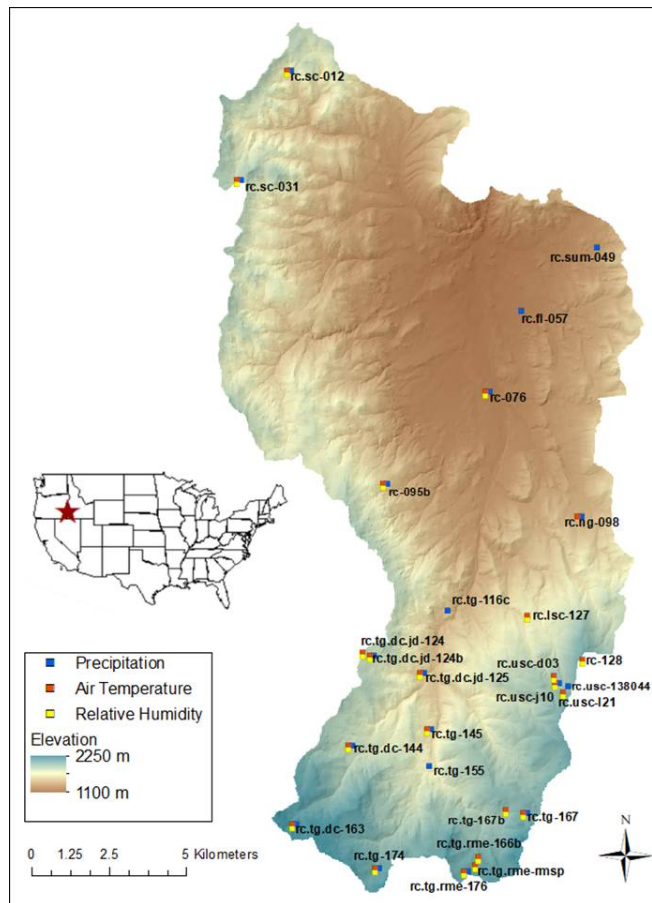 rc.sc-012
rc.sc-031
rc.sum-049
rc.fl-057
rc-076
rc-095b
rc.ng-098
rc.tg-116c
rc.lsc-127
rc.tg.dc.jd-124
rc.tg.dc.jd-124b
rc-128
rc.usc-d03
rc.tg.dc.jd-125
rc.usc-138044
rc.usc-j10
rc.usc-l21
rc.tg-145
rc.tg.dc-144
rc.tg-155
rc.tg-167b
rc.tg-167
rc.tg.dc-163
rc.tg.rme-166b
rc.tg-174
rc.tg.rme-rmsp
rc.tg.rme-176
Precipitation
Air Temperature
Relative Humidity
Elevation
2250 m
1100 m
0 1.25 2.5 5 Kilometers
N